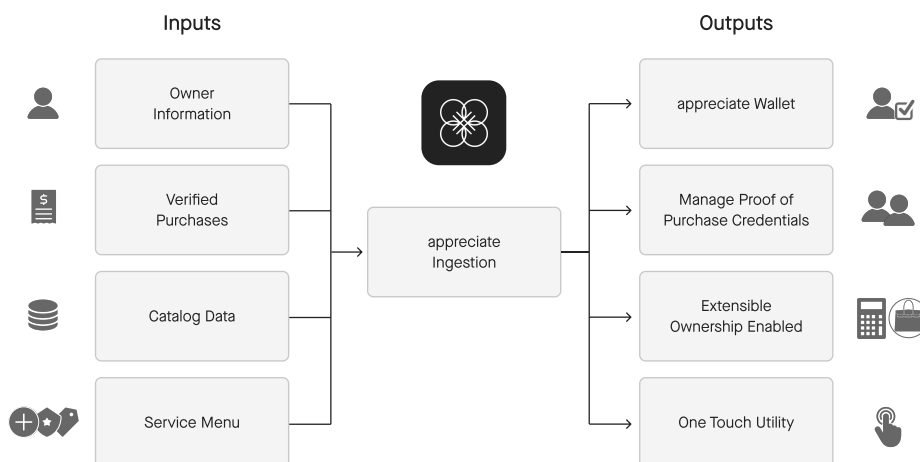 Inputs
Outputs
Owner
Information
Verified
Purchases
$
Catalog Data
Service Menu
appreciate
Ingestion
appreciate Wallet
Manage Proof of
Purchase Credentials
Extensible
Ownership Enabled
One Touch Utility